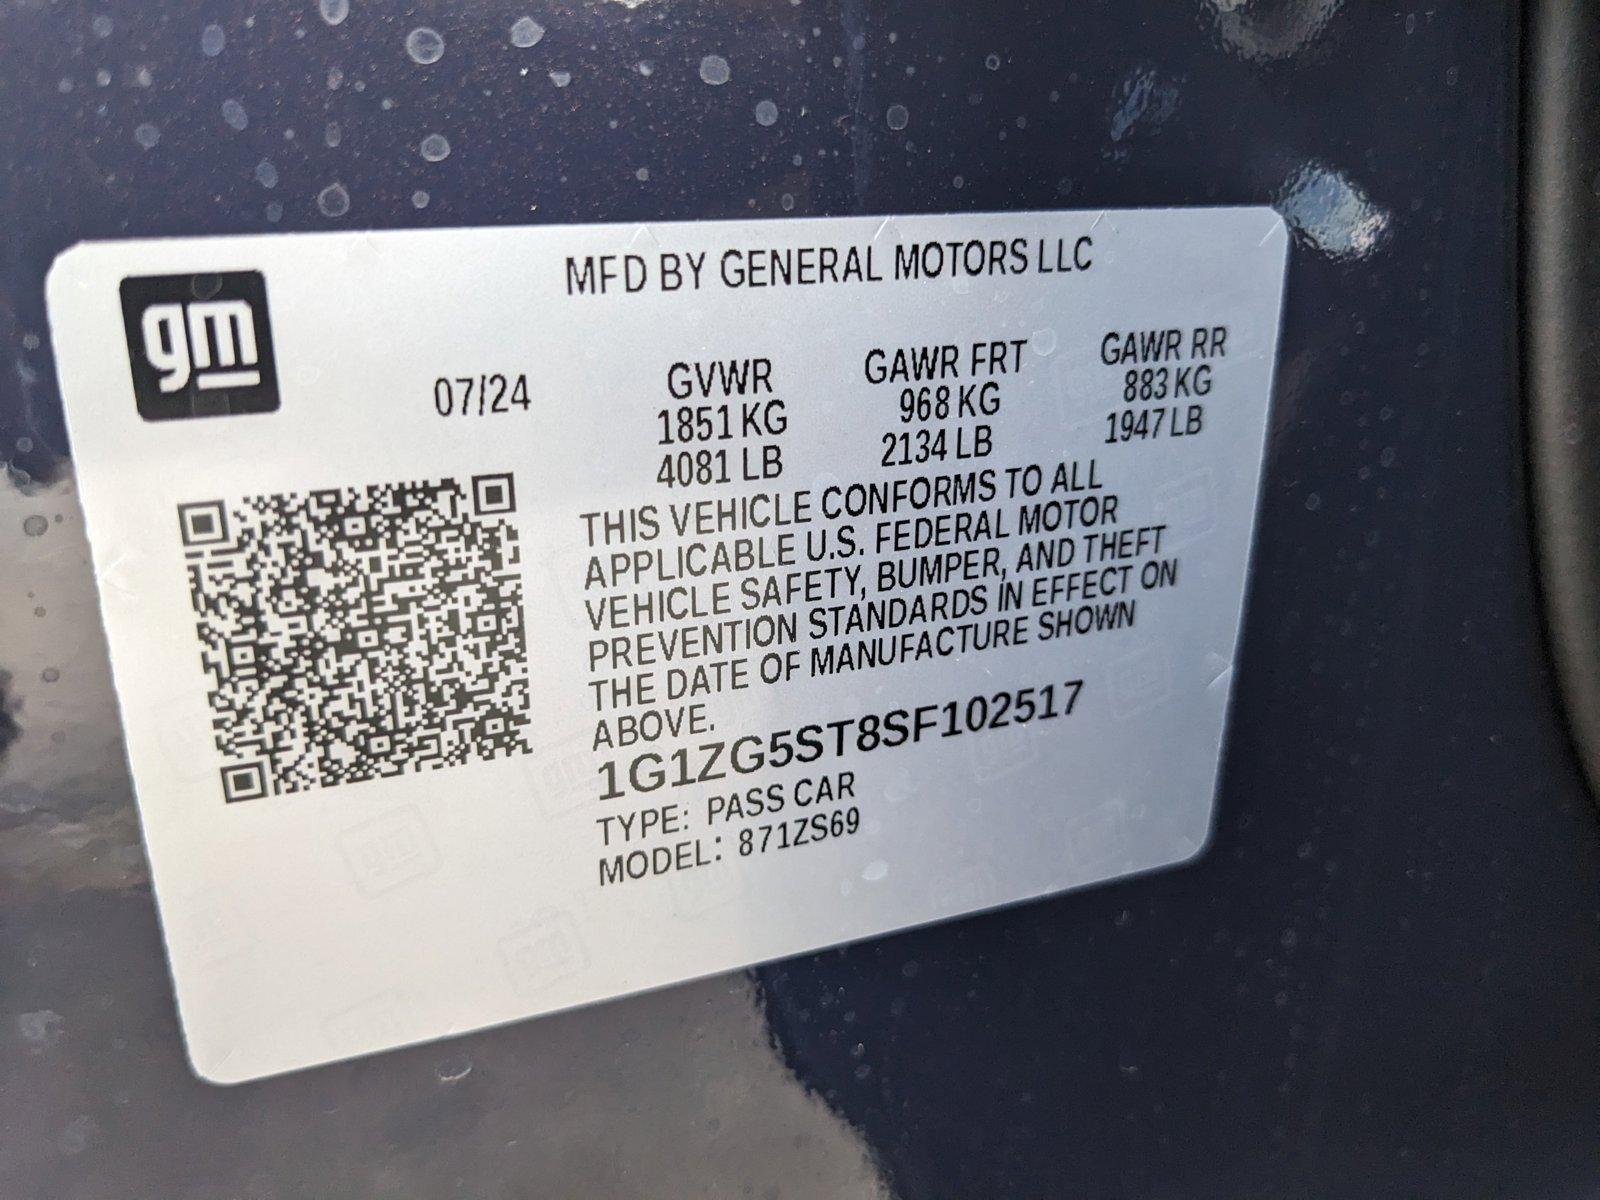 MFD BY GENERAL MOTORS LLC
gm
07/24
GVWR GAWR FRT GAWR RR
1851 KG 968 KG 883 KG
4081 LB 2134 LB 1947 LB
THIS VEHICLE CONFORMS TO ALL
APPLICABLE U.S. FEDERAL MOTOR
VEHICLE SAFETY, BUMPER, AND THEFT
PREVENTION STANDARDS IN EFFECT ON
THE DATE OF MANUFACTURE SHOWN
ABOVE.
1G1ZG5ST8SF102517
TYPE: PASS CAR
MODEL: 871ZS69